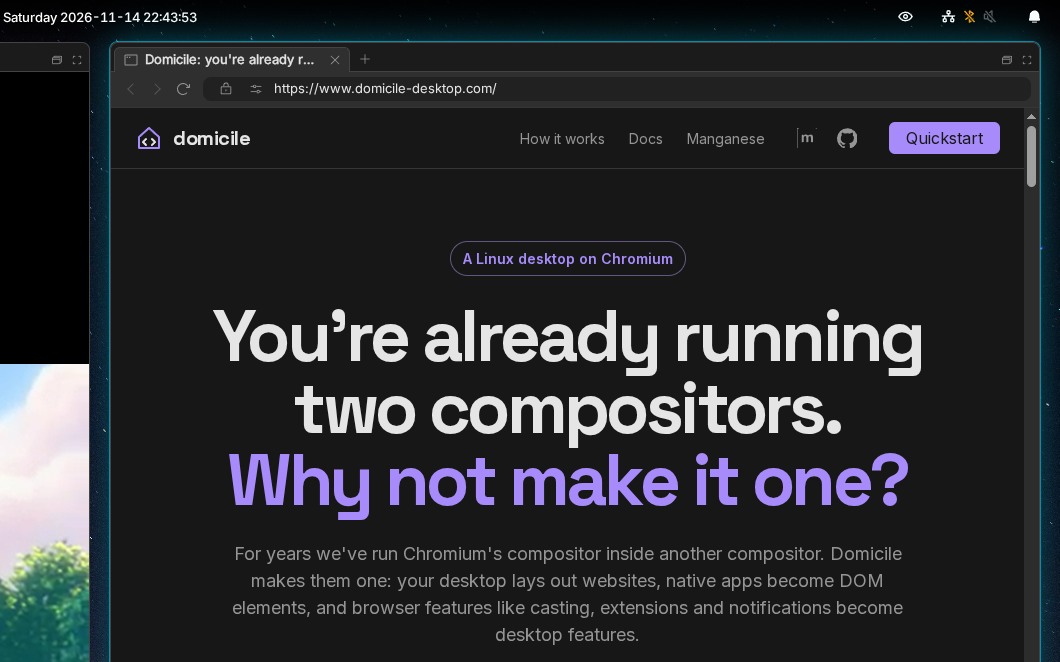 Saturday 2026-11-14 22:43:53
Domicile: you're already r...
https://www.domicile-desktop.com/
domicile
How it works
Docs
Manganese
[m]
Quickstart
A Linux desktop on Chromium
You’re already running
two compositors.
Why not make it one?
For years we've run Chromium's compositor inside another compositor. Domicile
makes them one: your desktop lays out websites, native apps become DOM
elements, and browser features like casting, extensions and notifications become
desktop features.